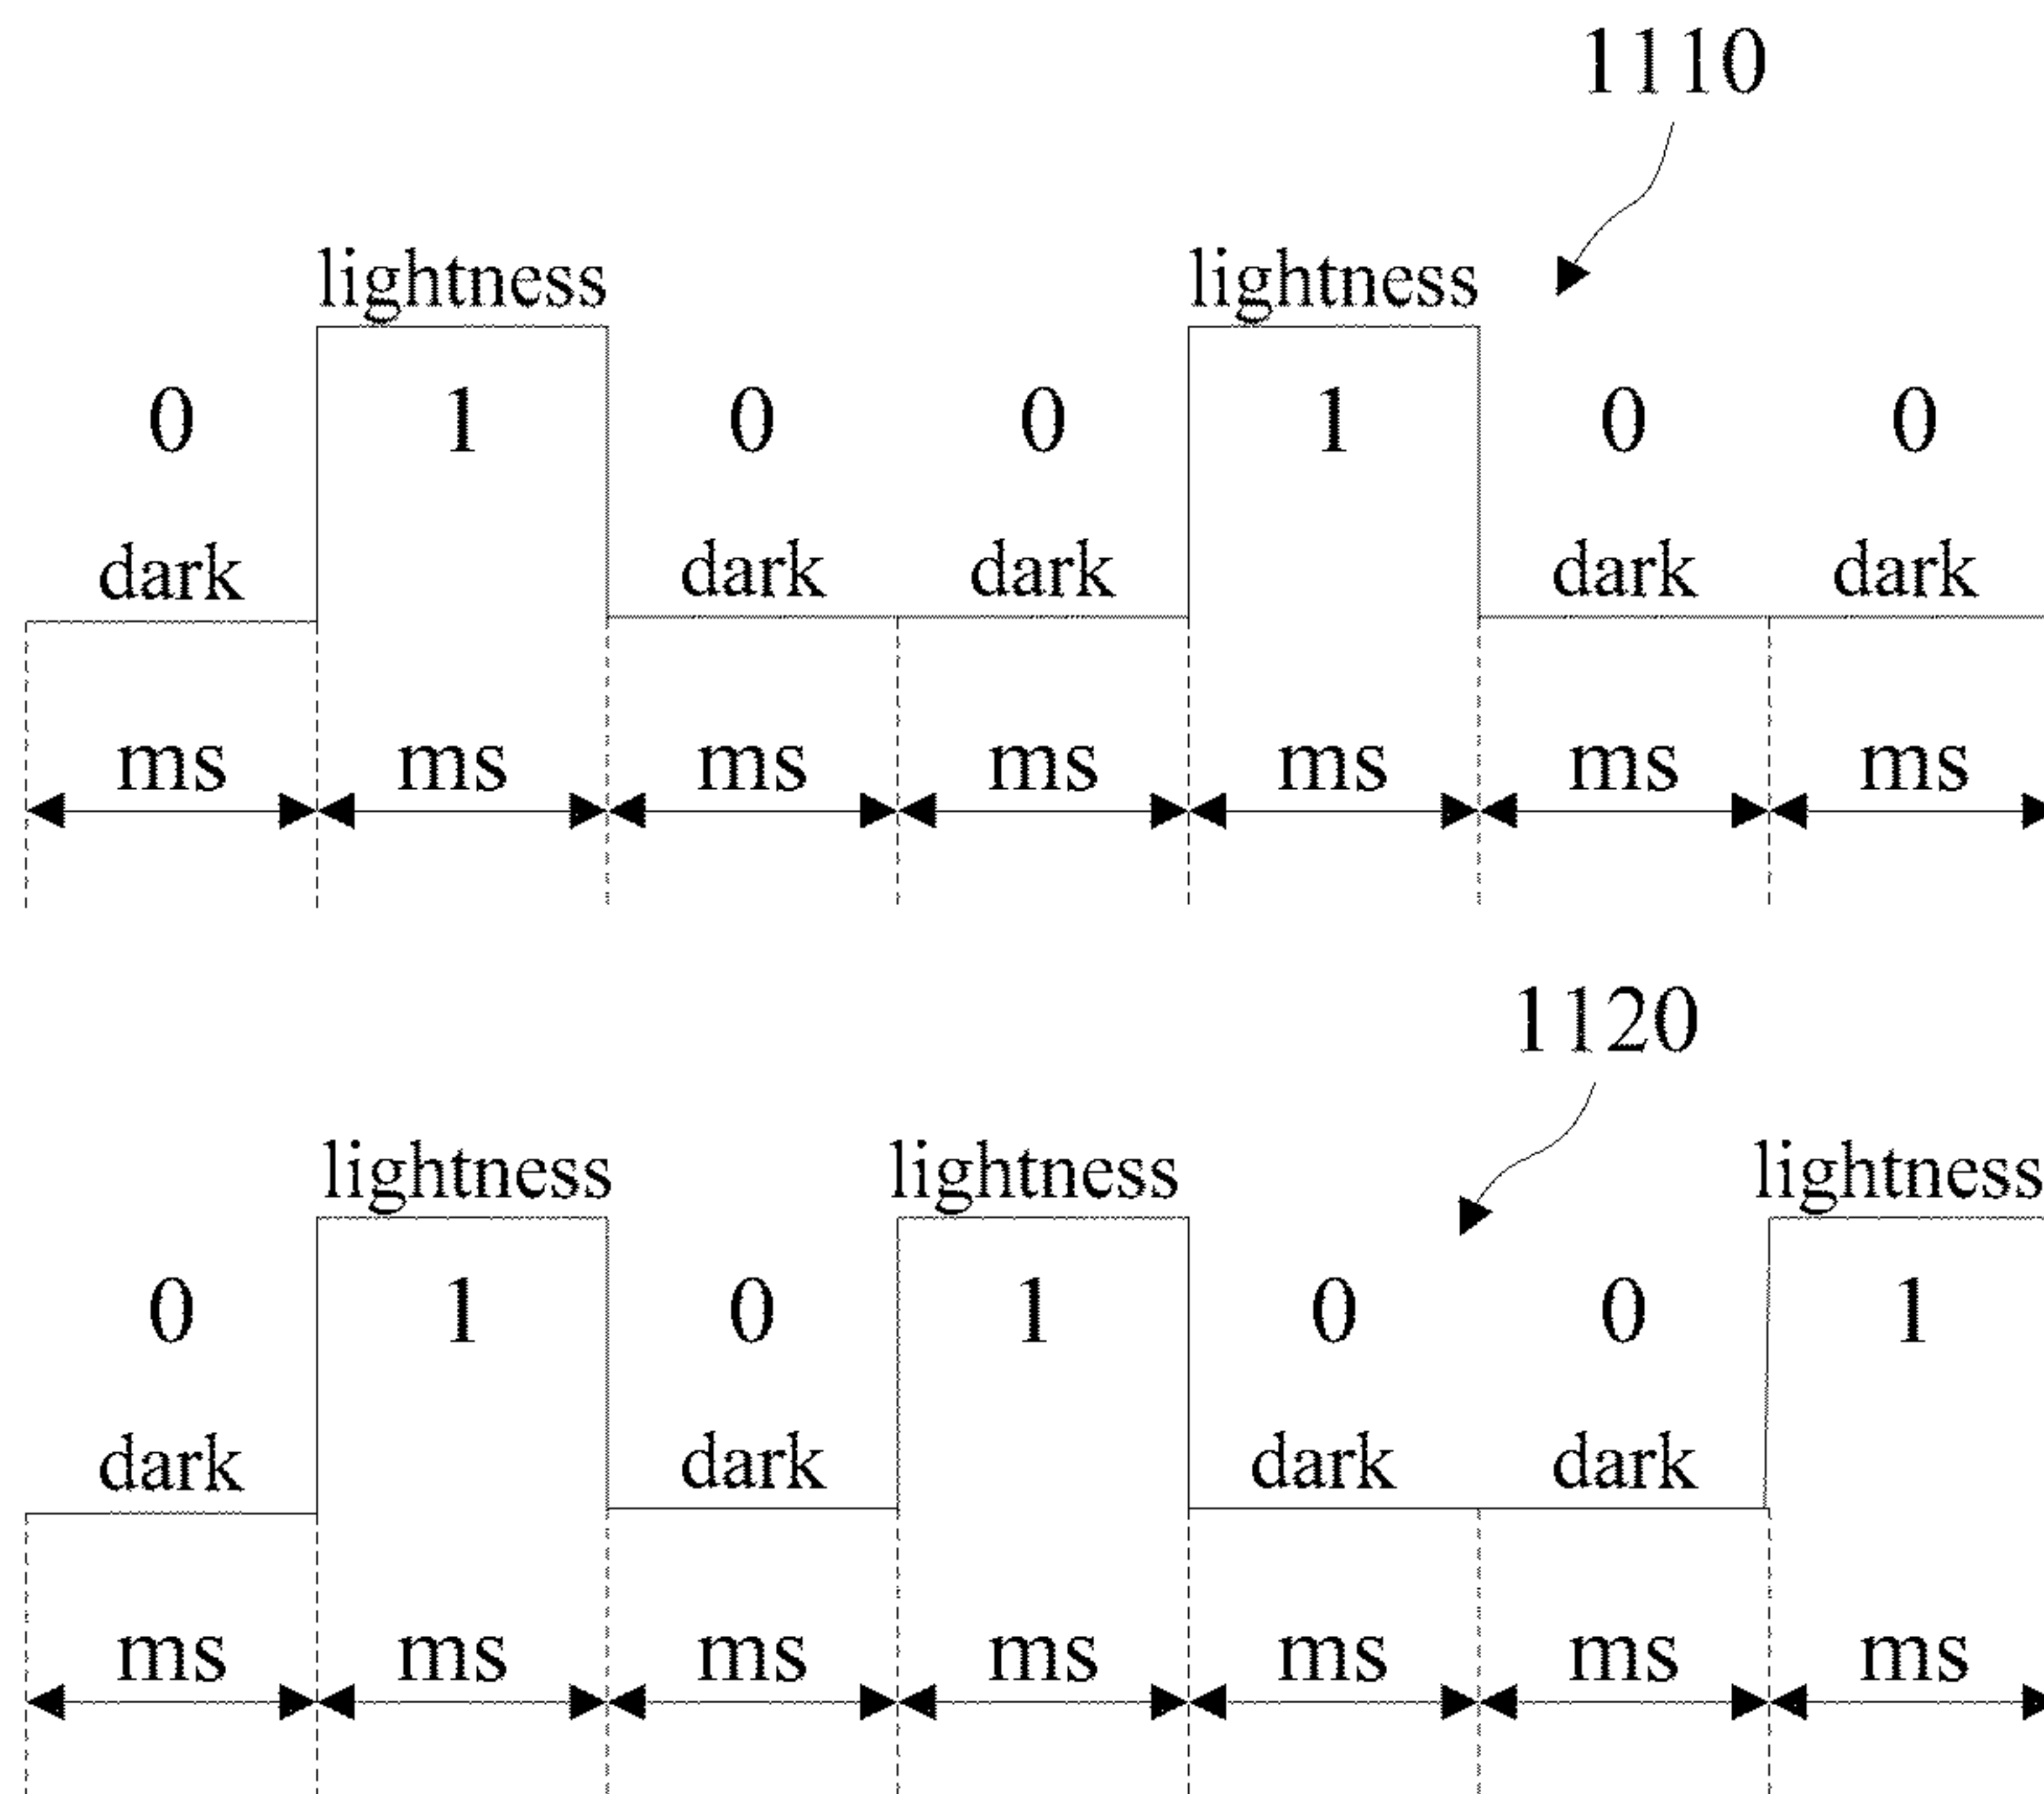 1110
lightness lightness
0 1 0 0 1 0 0
dark dark dark dark dark
ms ms ms ms ms ms ms
1120
lightness lightness lightness
0 1 0 1 0 0 1
dark dark dark dark
ms ms ms ms ms ms ms